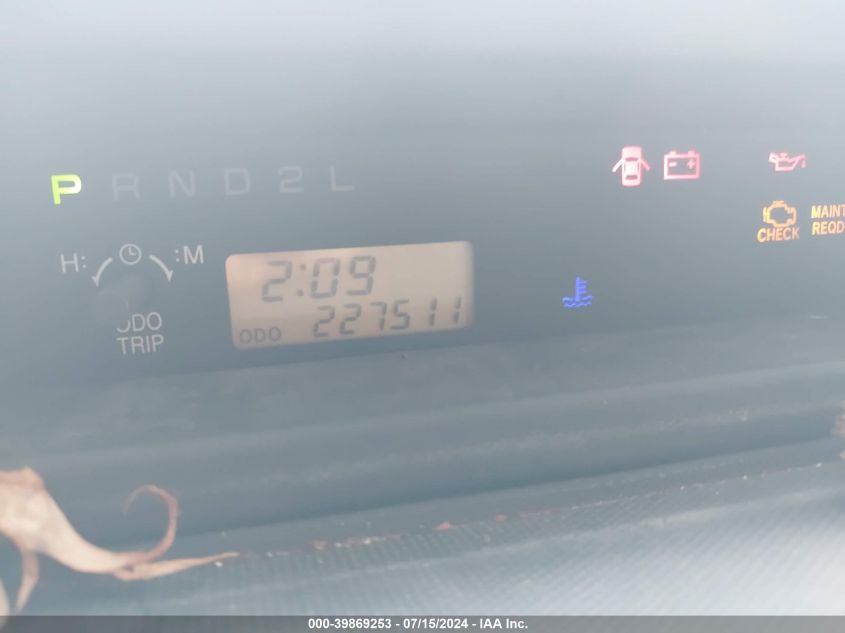 P R N D 2 L
H: :M
2:09
ODO 227511
ODO
TRIP
CHECK
MAINT
REQD
000-39869253 - 07/15/2024 - IAA Inc.